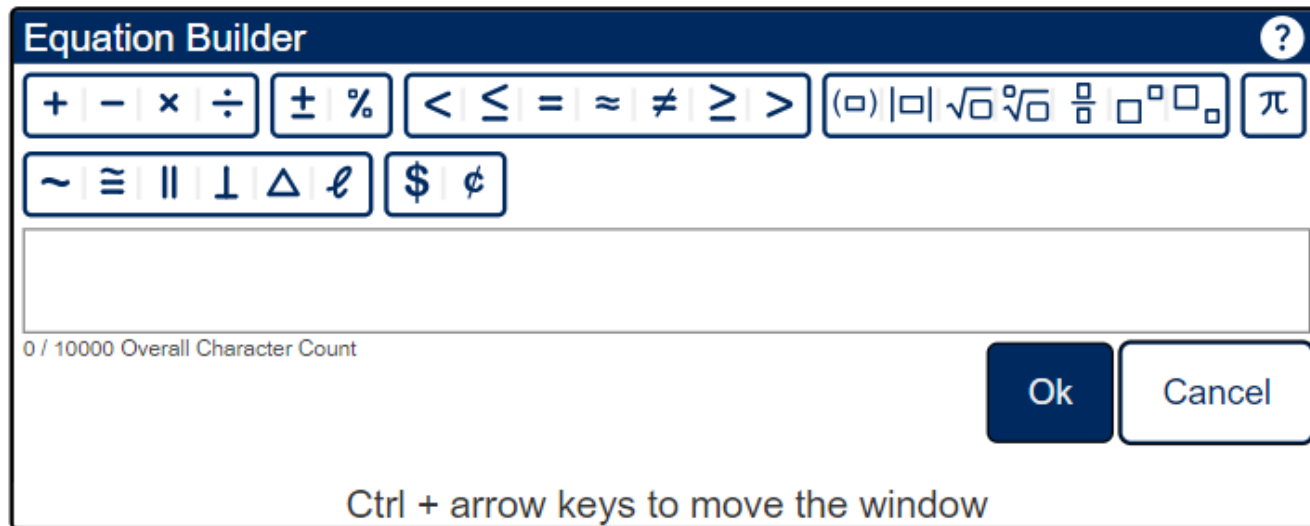 Equation Builder ?
+ − × ÷ ± % < ≤ = ≈ ≠ ≥ > (▫) |▫| √▫ ▫√▫ ▫/▫ ▫▫ ▫▫ π
~ ≅ ∥ ⊥ △ ℓ $ ¢
0 / 10000 Overall Character Count
Ok Cancel
Ctrl + arrow keys to move the window